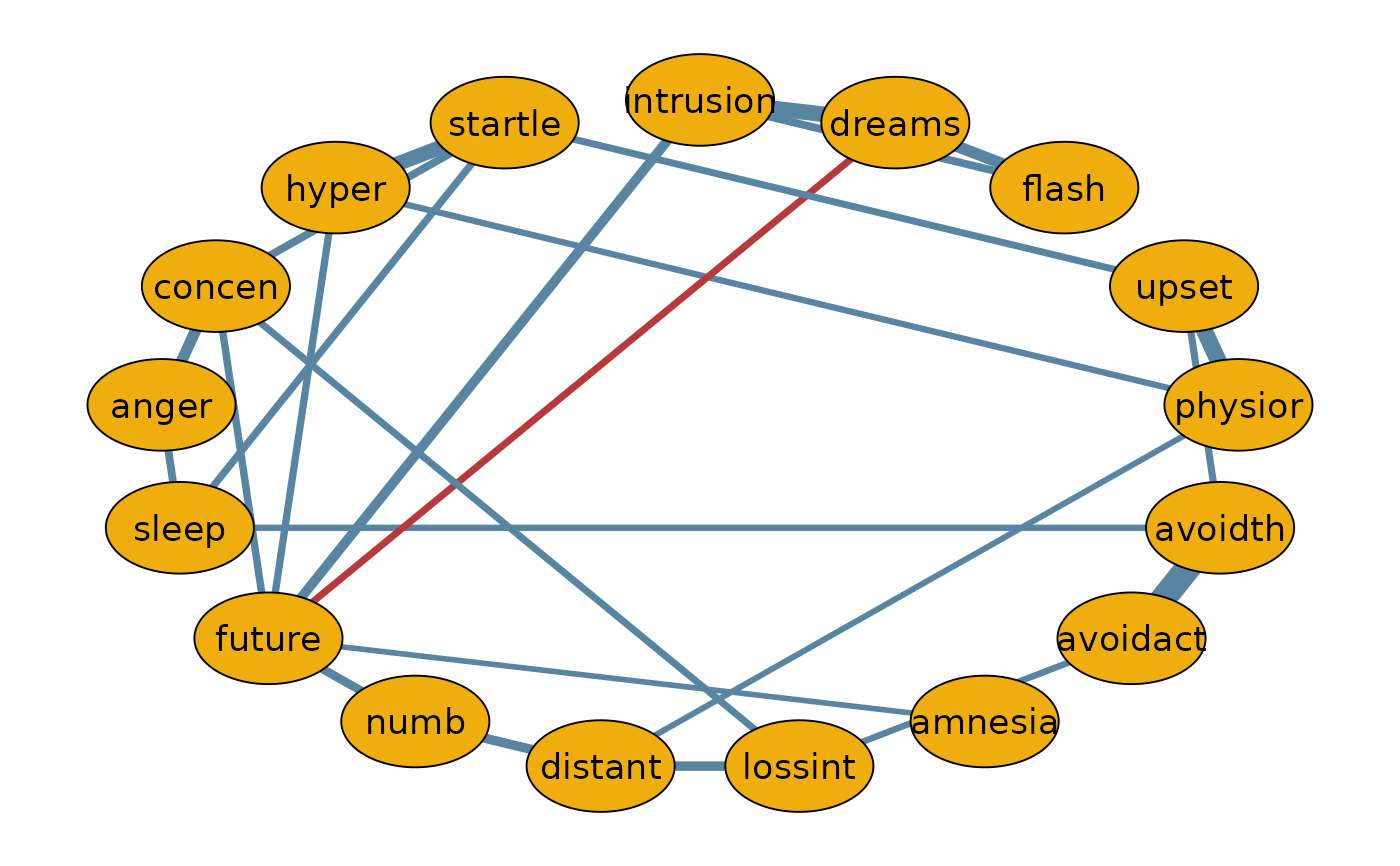 intrusion
startle
dreams
hyper
flash
concen
upset
anger
physior
sleep
avoidth
future
avoidact
numb
amnesia
distant
lossint